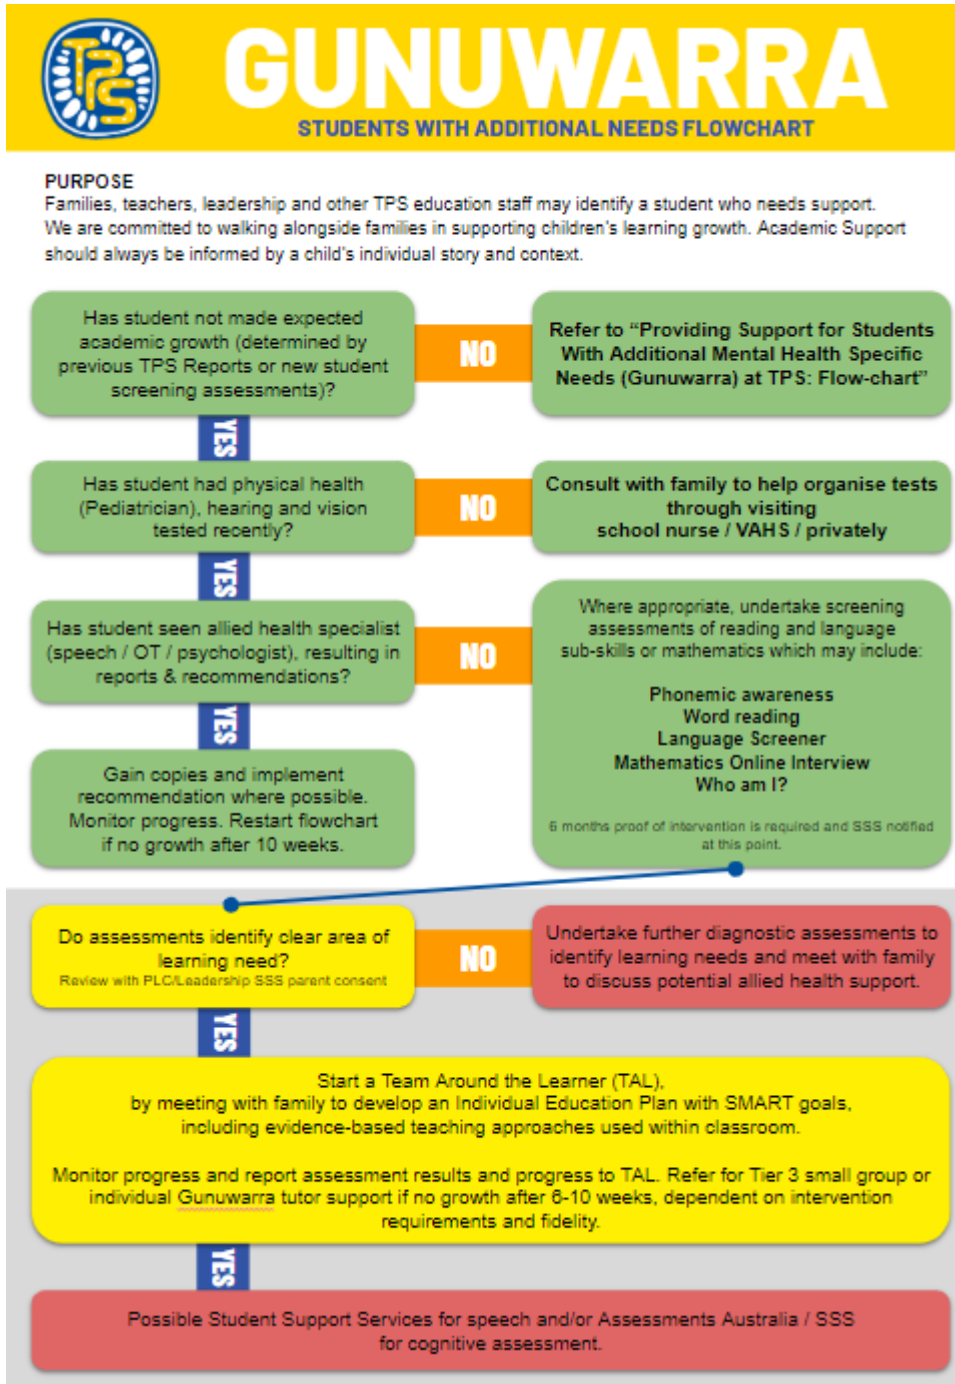 TPS
GUNUWARRA
STUDENTS WITH ADDITIONAL NEEDS FLOWCHART
PURPOSE
Families, teachers, leadership and other TPS education staff may identify a student who needs support.
We are committed to walking alongside families in supporting children's learning growth. Academic Support
should always be informed by a child's individual story and context.
Has student not made expected
academic growth (determined by
previous TPS Reports or new student
screening assessments)?
NO
Refer to “Providing Support for Students
With Additional Mental Health Specific
Needs (Gunuwarra) at TPS: Flow-chart”
YES
Has student had physical health
(Pediatrician), hearing and vision
tested recently?
NO
Consult with family to help organise tests
through visiting
school nurse / VAHS / privately
YES
Has student seen allied health specialist
(speech / OT / psychologist), resulting in
reports & recommendations?
NO
Where appropriate, undertake screening
assessments of reading and language
sub-skills or mathematics which may include:
Phonemic awareness
Word reading
Language Screener
Mathematics Online Interview
Who am I?
6 months proof of intervention is required and SSS notified
at this point.
YES
Gain copies and implement
recommendation where possible.
Monitor progress. Restart flowchart
if no growth after 10 weeks.
Do assessments identify clear area of
learning need?
Review with PLC/Leadership SSS parent consent
NO
Undertake further diagnostic assessments to
identify learning needs and meet with family
to discuss potential allied health support.
YES
Start a Team Around the Learner (TAL),
by meeting with family to develop an Individual Education Plan with SMART goals,
including evidence-based teaching approaches used within classroom.
Monitor progress and report assessment results and progress to TAL. Refer for Tier 3 small group or
individual Gunuwarra tutor support if no growth after 6-10 weeks, dependent on intervention
requirements and fidelity.
YES
Possible Student Support Services for speech and/or Assessments Australia / SSS
for cognitive assessment.